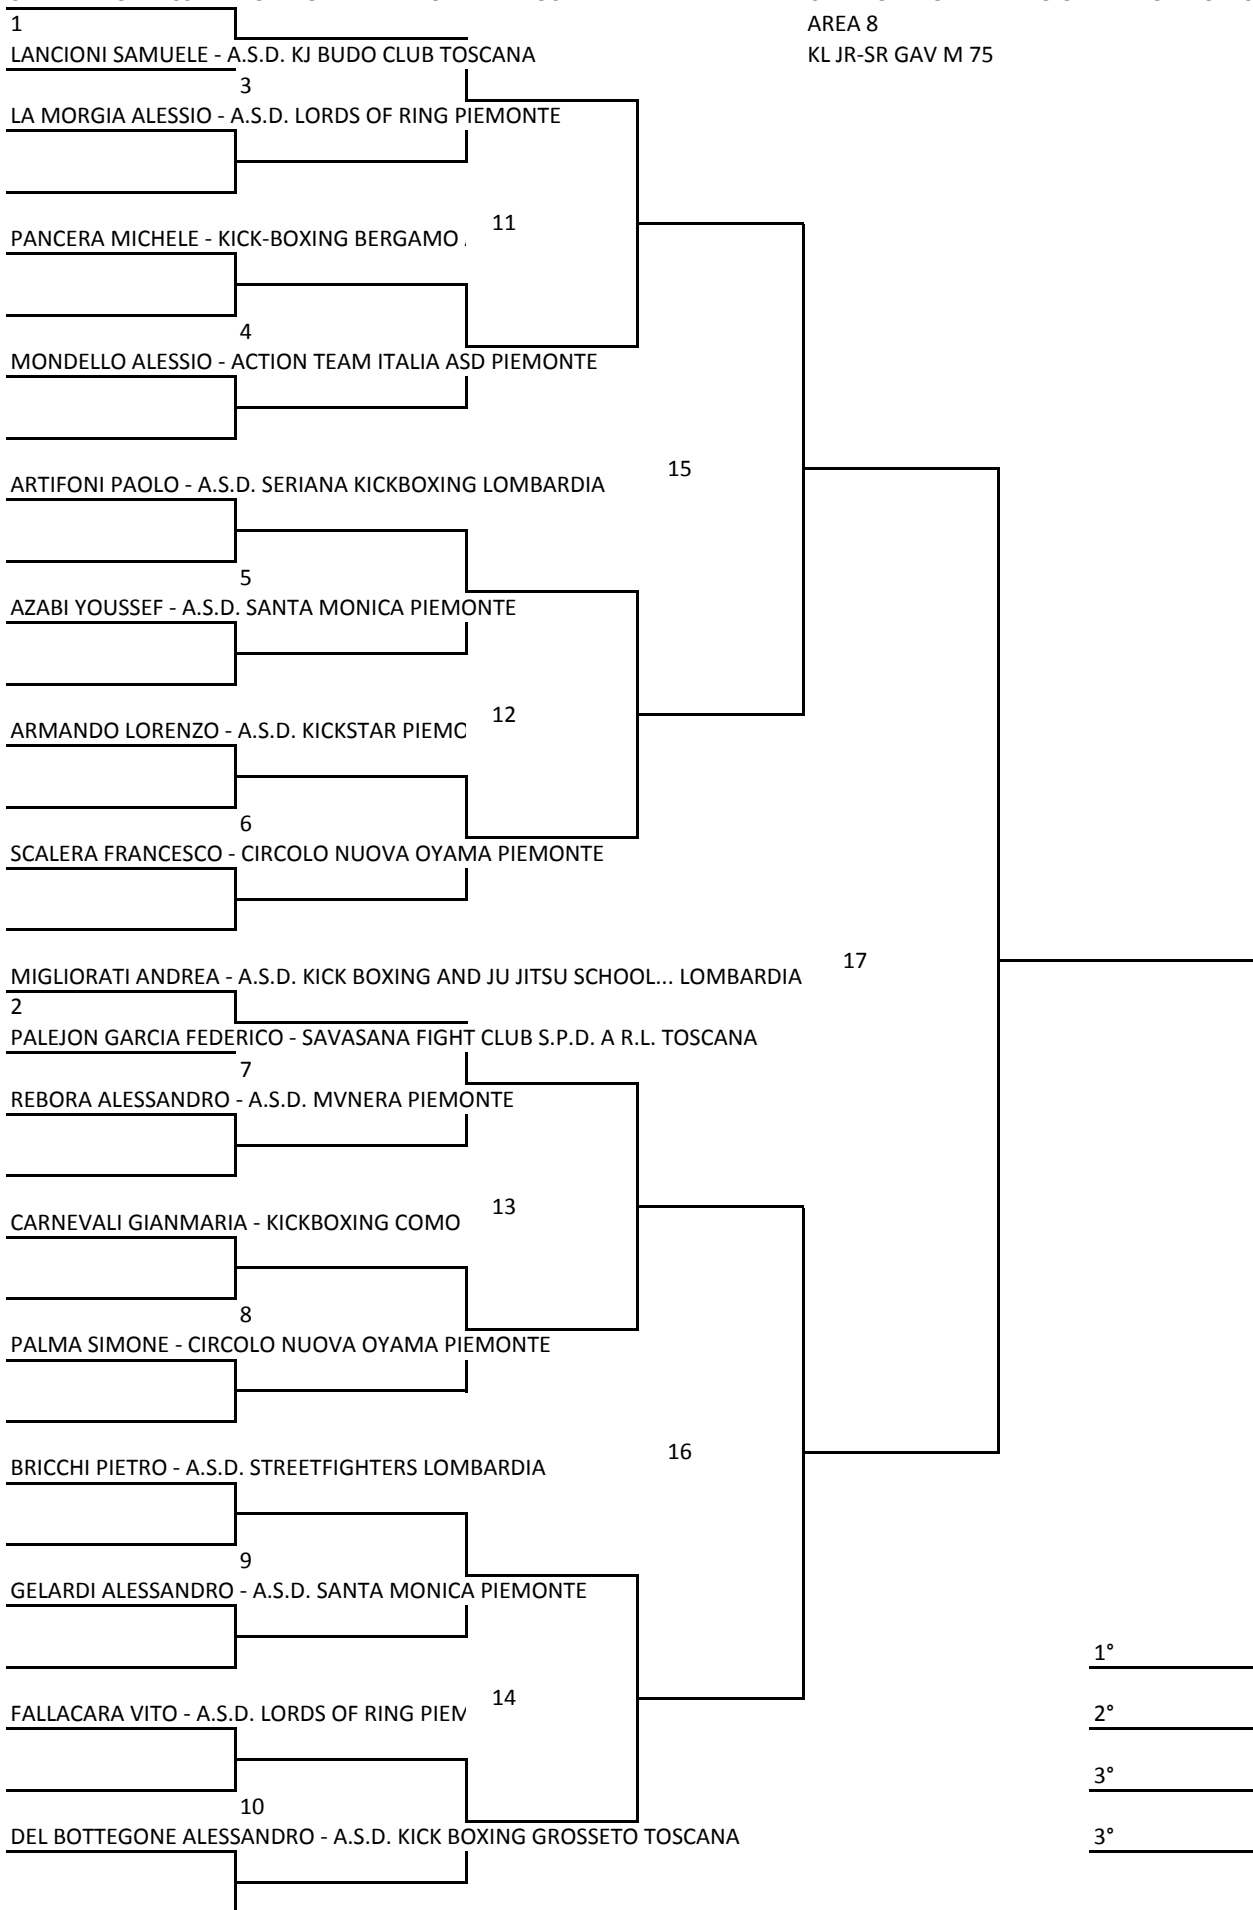 1
AREA 8
LANCIONI SAMUELE - A.S.D. KJ BUDO CLUB TOSCANA
KL JR-SR GAV M 75
3
LA MORGIA ALESSIO - A.S.D. LORDS OF RING PIEMONTE
11
PANCERA MICHELE - KICK-BOXING BERGAMO
4
MONDELLO ALESSIO - ACTION TEAM ITALIA ASD PIEMONTE
15
ARTIFONI PAOLO - A.S.D. SERIANA KICKBOXING LOMBARDIA
5
AZABI YOUSSEF - A.S.D. SANTA MONICA PIEMONTE
12
ARMANDO LORENZO - A.S.D. KICKSTAR PIEMO
6
SCALERA FRANCESCO - CIRCOLO NUOVA OYAMA PIEMONTE
17
MIGLIORATI ANDREA - A.S.D. KICK BOXING AND JU JITSU SCHOOL... LOMBARDIA
2
PALEJON GARCIA FEDERICO - SAVASANA FIGHT CLUB S.P.D. A R.L. TOSCANA
7
REBORA ALESSANDRO - A.S.D. MVNERA PIEMONTE
13
CARNEVALI GIANMARIA - KICKBOXING COMO
8
PALMA SIMONE - CIRCOLO NUOVA OYAMA PIEMONTE
16
BRICCHI PIETRO - A.S.D. STREETFIGHTERS LOMBARDIA
9
GELARDI ALESSANDRO - A.S.D. SANTA MONICA PIEMONTE
1°
14
FALLACARA VITO - A.S.D. LORDS OF RING PIEM
2°
3°
10
DEL BOTTEGONE ALESSANDRO - A.S.D. KICK BOXING GROSSETO TOSCANA
3°